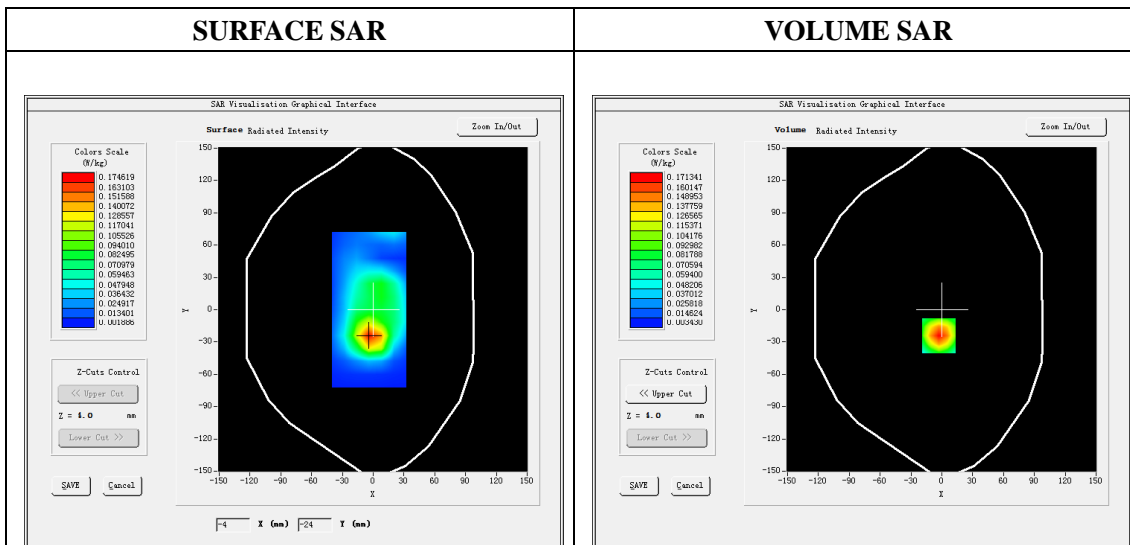 SURFACE SAR
VOLUME SAR
SAR Visualisation Graphical Interface
Surface Radiated Intensity
Zoom In/Out
Colors Scale
(W/kg)
0.174619
0.163103
0.151588
0.140072
0.128557
0.117041
0.105526
0.094010
0.082495
0.070979
0.059463
0.047948
0.036432
0.024917
0.013401
0.001886
Z-Cuts Control
<< Upper Cut
Z = mm
Lower Cut >>
SAVE
Cancel
150
120
90
60
30
0
-30
-60
-90
-120
-150
Y
-150 -120 -90 -60 -30 0 30 60 90 120 150
X
-4 X (mm) -24 Y (mm)
SAR Visualisation Graphical Interface
Volume Radiated Intensity
Zoom In/Out
Colors Scale
(W/kg)
0.171341
0.160147
0.148953
0.137759
0.126565
0.115371
0.104176
0.092982
0.081788
0.070594
0.059400
0.048206
0.037012
0.025818
0.014624
0.003430
Z-Cuts Control
<< Upper Cut
Z = mm
Lower Cut >>
SAVE
Cancel
150
120
90
60
30
0
-30
-60
-90
-120
-150
Y
-150 -120 -90 -60 -30 0 30 60 90 120 150
X